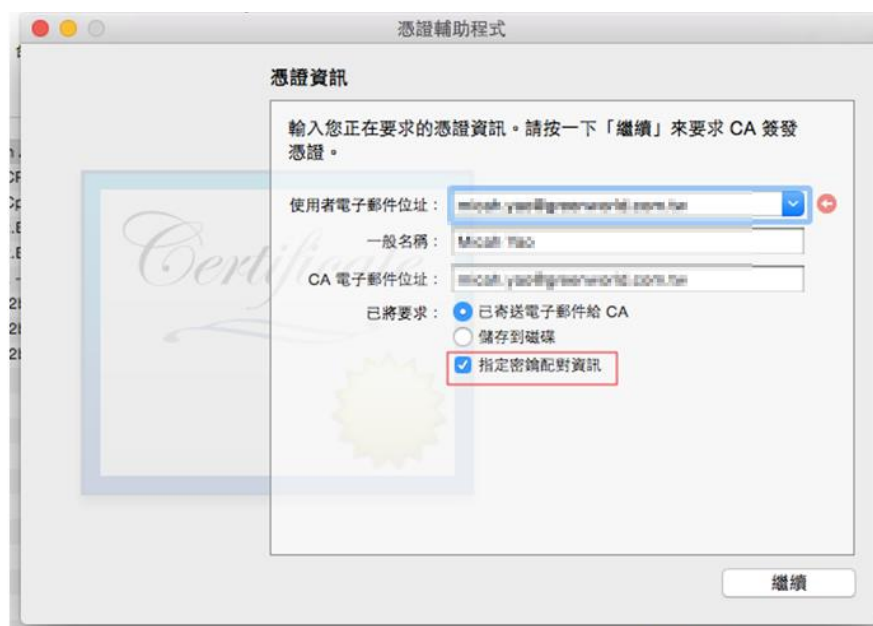 憑證輔助程式
憑證資訊
輸入您正在要求的憑證資訊。請按一下「繼續」來要求 CA 簽發
憑證。
使用者電子郵件位址：
一般名稱：
CA 電子郵件位址：
已將要求： 已寄送電子郵件給 CA
儲存到磁碟
指定密鑰配對資訊
Certificate
繼續